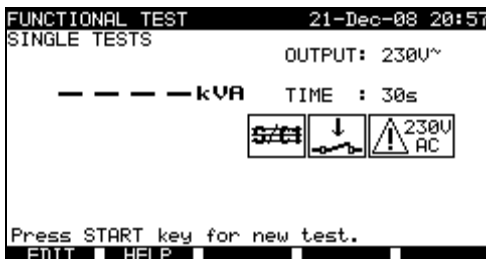 FUNCTIONAL TEST 21-Dec-08 20:57
SINGLE TESTS
OUTPUT: 230V~
----kVA TIME : 30s
S/C1 230V AC
Press START key for new test.
EDIT HELP